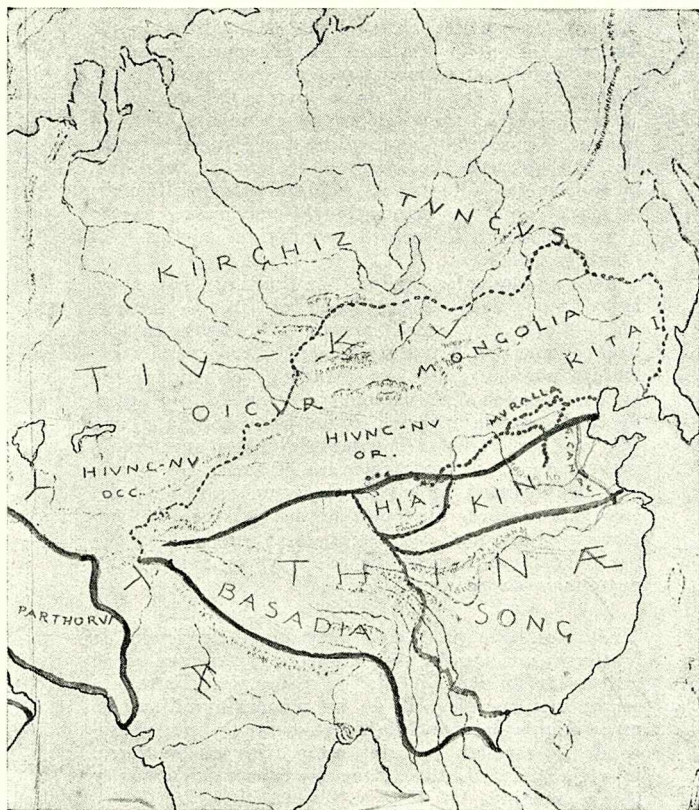 TVNGVS
KIRGHIZ
TIV-KIV
MONGOLIA
KITAI
OIGVR
MVRALLA
HIVNG-NV
OR.
HIVNG-NV
OCC.
HIA
KIN
THINÆ
BASADIA
SONG
PARTHORVM
Æ